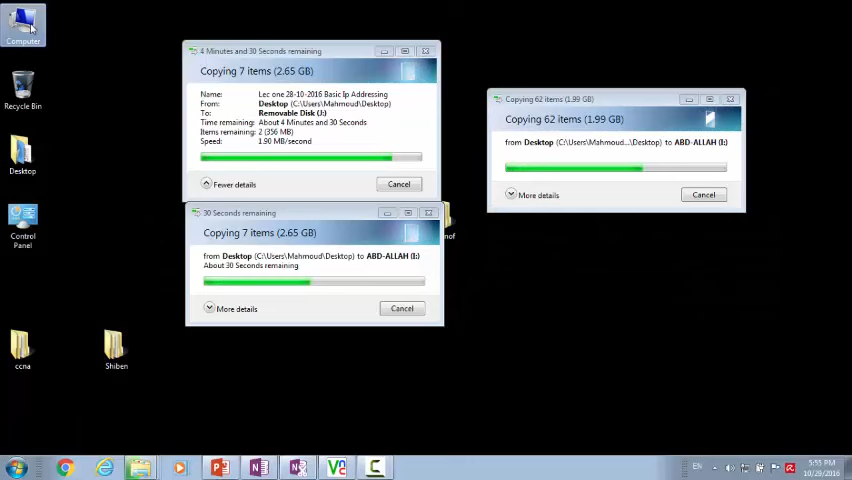 Computer
Recycle Bin
Desktop
Control
Panel
ccna
Shiben
4 Minutes and 30 Seconds remaining
Copying 7 items (2.65 GB)
Name: Lec one 28-10-2016 Basic Ip Addressing
From: Desktop (C:\Users\Mahmoud\Desktop)
To: Removable Disk (J:)
Time remaining: About 4 Minutes and 30 Seconds
Items remaining: 2 (356 MB)
Speed: 1.90 MB/second
Fewer details
Cancel
30 Seconds remaining
Copying 7 items (2.65 GB)
from Desktop (C:\Users\Mahmoud\Desktop) to ABD-ALLAH (I:)
About 30 Seconds remaining
More details
Cancel
nof
Copying 62 items (1.99 GB)
Copying 62 items (1.99 GB)
from Desktop (C:\Users\Mahmoud...\Desktop) to ABD-ALLAH (I:)
More details
Cancel
EN
5:55 PM
10/29/2016